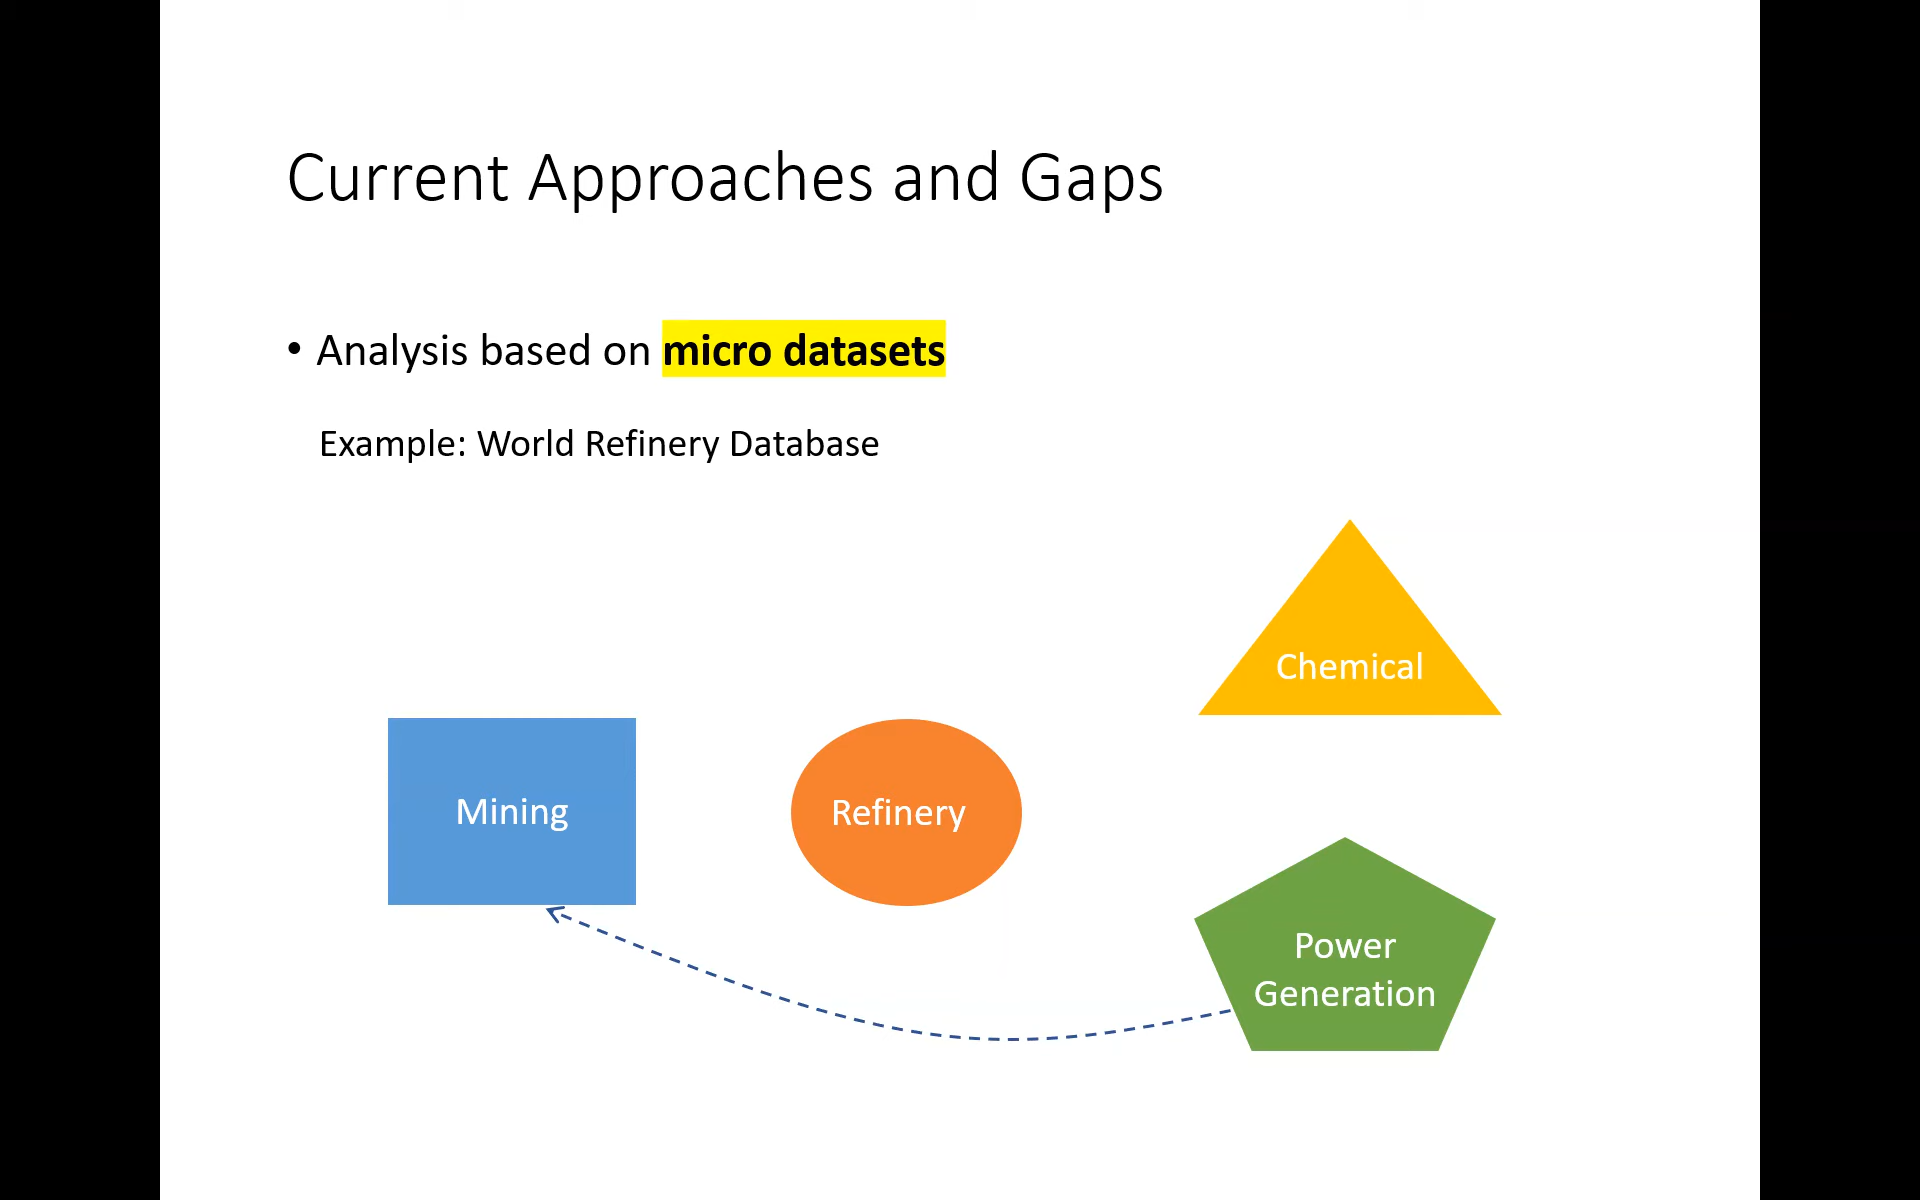 Current Approaches and Gaps
• Analysis based on micro datasets
Example: World Refinery Database
Chemical
Mining
Refinery
Power
Generation